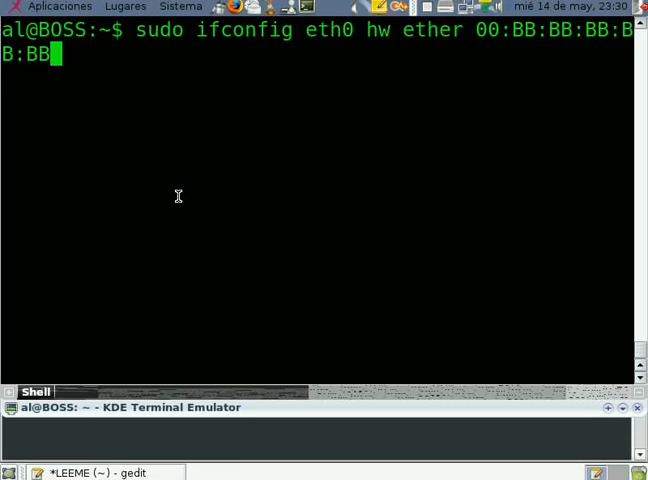 Aplicaciones Lugares Sistema mié 14 de may, 23:30
al@BOSS:~$ sudo ifconfig eth0 hw ether 00:BB:BB:BB:B
B:BB
Shell
al@BOSS: ~ - KDE Terminal Emulator
*LEEME (~) - gedit